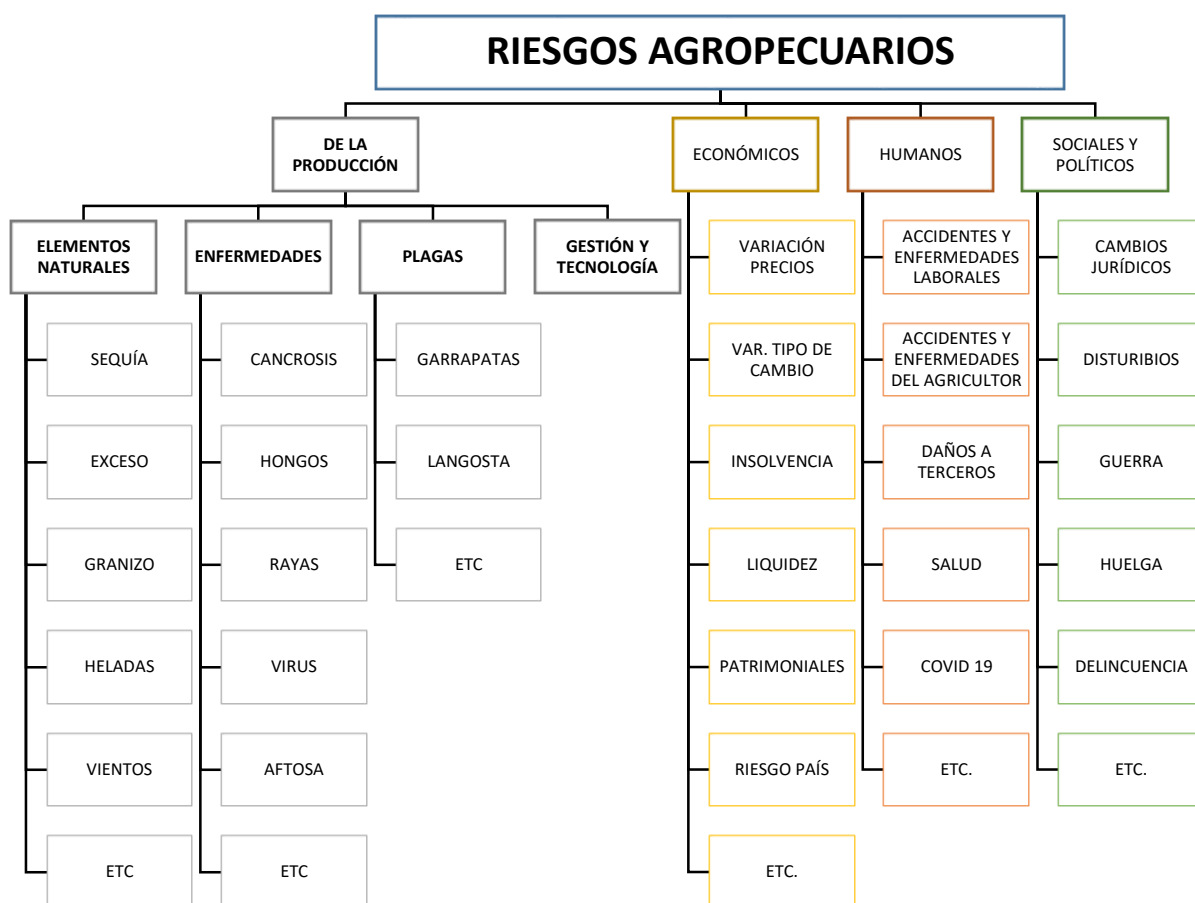 RIESGOS AGROPECUARIOS
DE LA
PRODUCCIÓN
ECONÓMICOS
HUMANOS
SOCIALES Y
POLÍTICOS
ELEMENTOS
NATURALES
ENFERMEDADES
PLAGAS
GESTIÓN Y
TECNOLOGÍA
SEQUÍA
EXCESO
GRANIZO
HELADAS
VIENTOS
ETC
CANCROSIS
HONGOS
RAYAS
VIRUS
AFTOSA
ETC
GARRAPATAS
LANGOSTA
ETC
VARIACIÓN
PRECIOS
VAR. TIPO DE
CAMBIO
INSOLVENCIA
LIQUIDEZ
PATRIMONIALES
RIESGO PAÍS
ETC.
ACCIDENTES Y
ENFERMEDADES
LABORALES
ACCIDENTES Y
ENFERMEDADES
DEL AGRICULTOR
DAÑOS A
TERCEROS
SALUD
COVID 19
ETC.
CAMBIOS
JURÍDICOS
DISTURIBIOS
GUERRA
HUELGA
DELINCUENCIA
ETC.